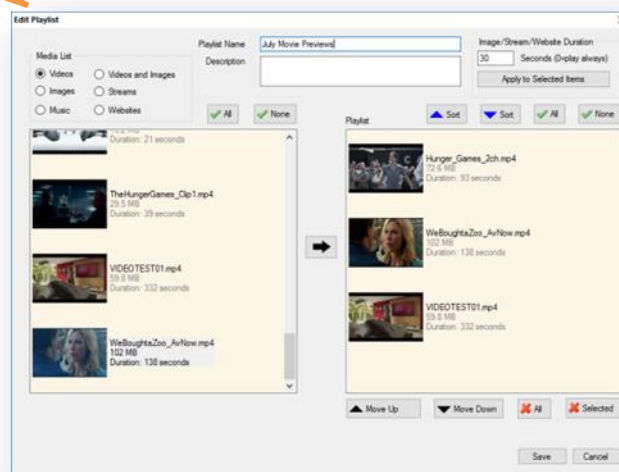 Edit Playlist
Playlist Name
July Movie Previews
Description
Image/Stream/Website Duration
30
Seconds (0=play always)
Apply to Selected Items
Media List
Videos
Videos and Images
Images
Streams
Music
Websites
All
None
Playlist
Sort
Sort
All
None
Duration: 21 seconds
TheHungerGames_Clip1.mp4
29.5 MB
Duration: 39 seconds
VIDEOTEST01.mp4
59.8 MB
Duration: 332 seconds
WeBoughtaZoo_AvNow.mp4
102 MB
Duration: 138 seconds
Hunger_Games_2ch.mp4
72.6 MB
Duration: 93 seconds
WeBoughtaZoo_AvNow.mp4
102 MB
Duration: 138 seconds
VIDEOTEST01.mp4
59.8 MB
Duration: 332 seconds
Move Up
Move Down
All
Selected
Save
Cancel